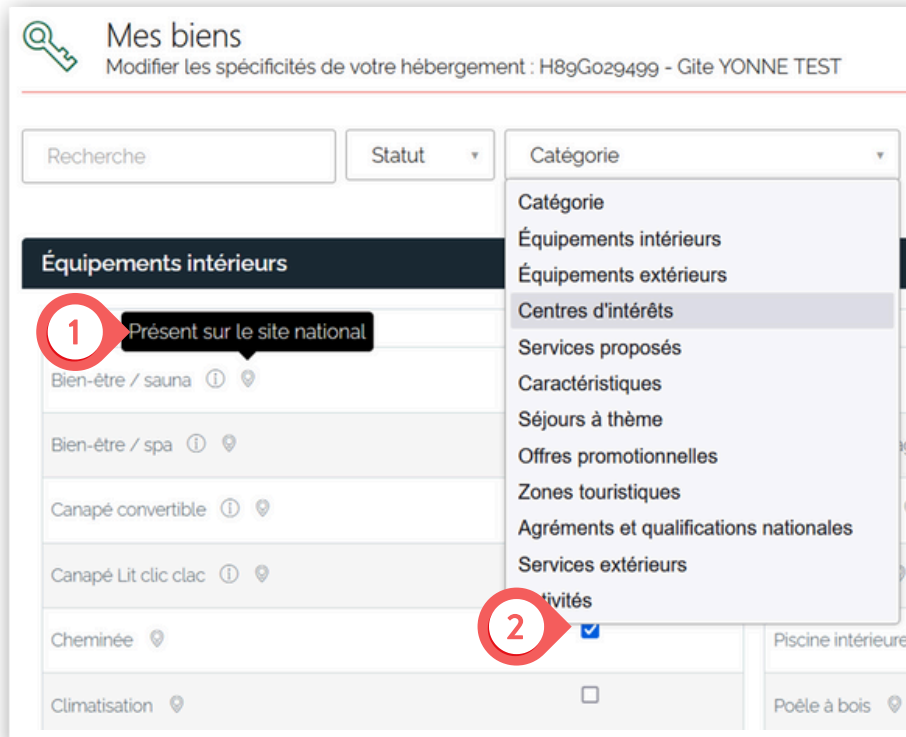 Mes biens
Modifier les spécificités de votre hébergement : H89G029499 - Gite YONNE TEST
Recherche
Statut
Catégorie
Catégorie
Équipements intérieurs
Équipements extérieurs
Centres d'intérêts
Services proposés
Caractéristiques
Séjours à thème
Offres promotionnelles
Zones touristiques
Agréments et qualifications nationales
Services extérieurs
tivités
Équipements intérieurs
1
Présent sur le site national
Bien-être / sauna
Bien-être / spa
Canapé convertible
Canapé Lit clic clac
2
Cheminée
Piscine intérieure
Climatisation
Poêle à bois